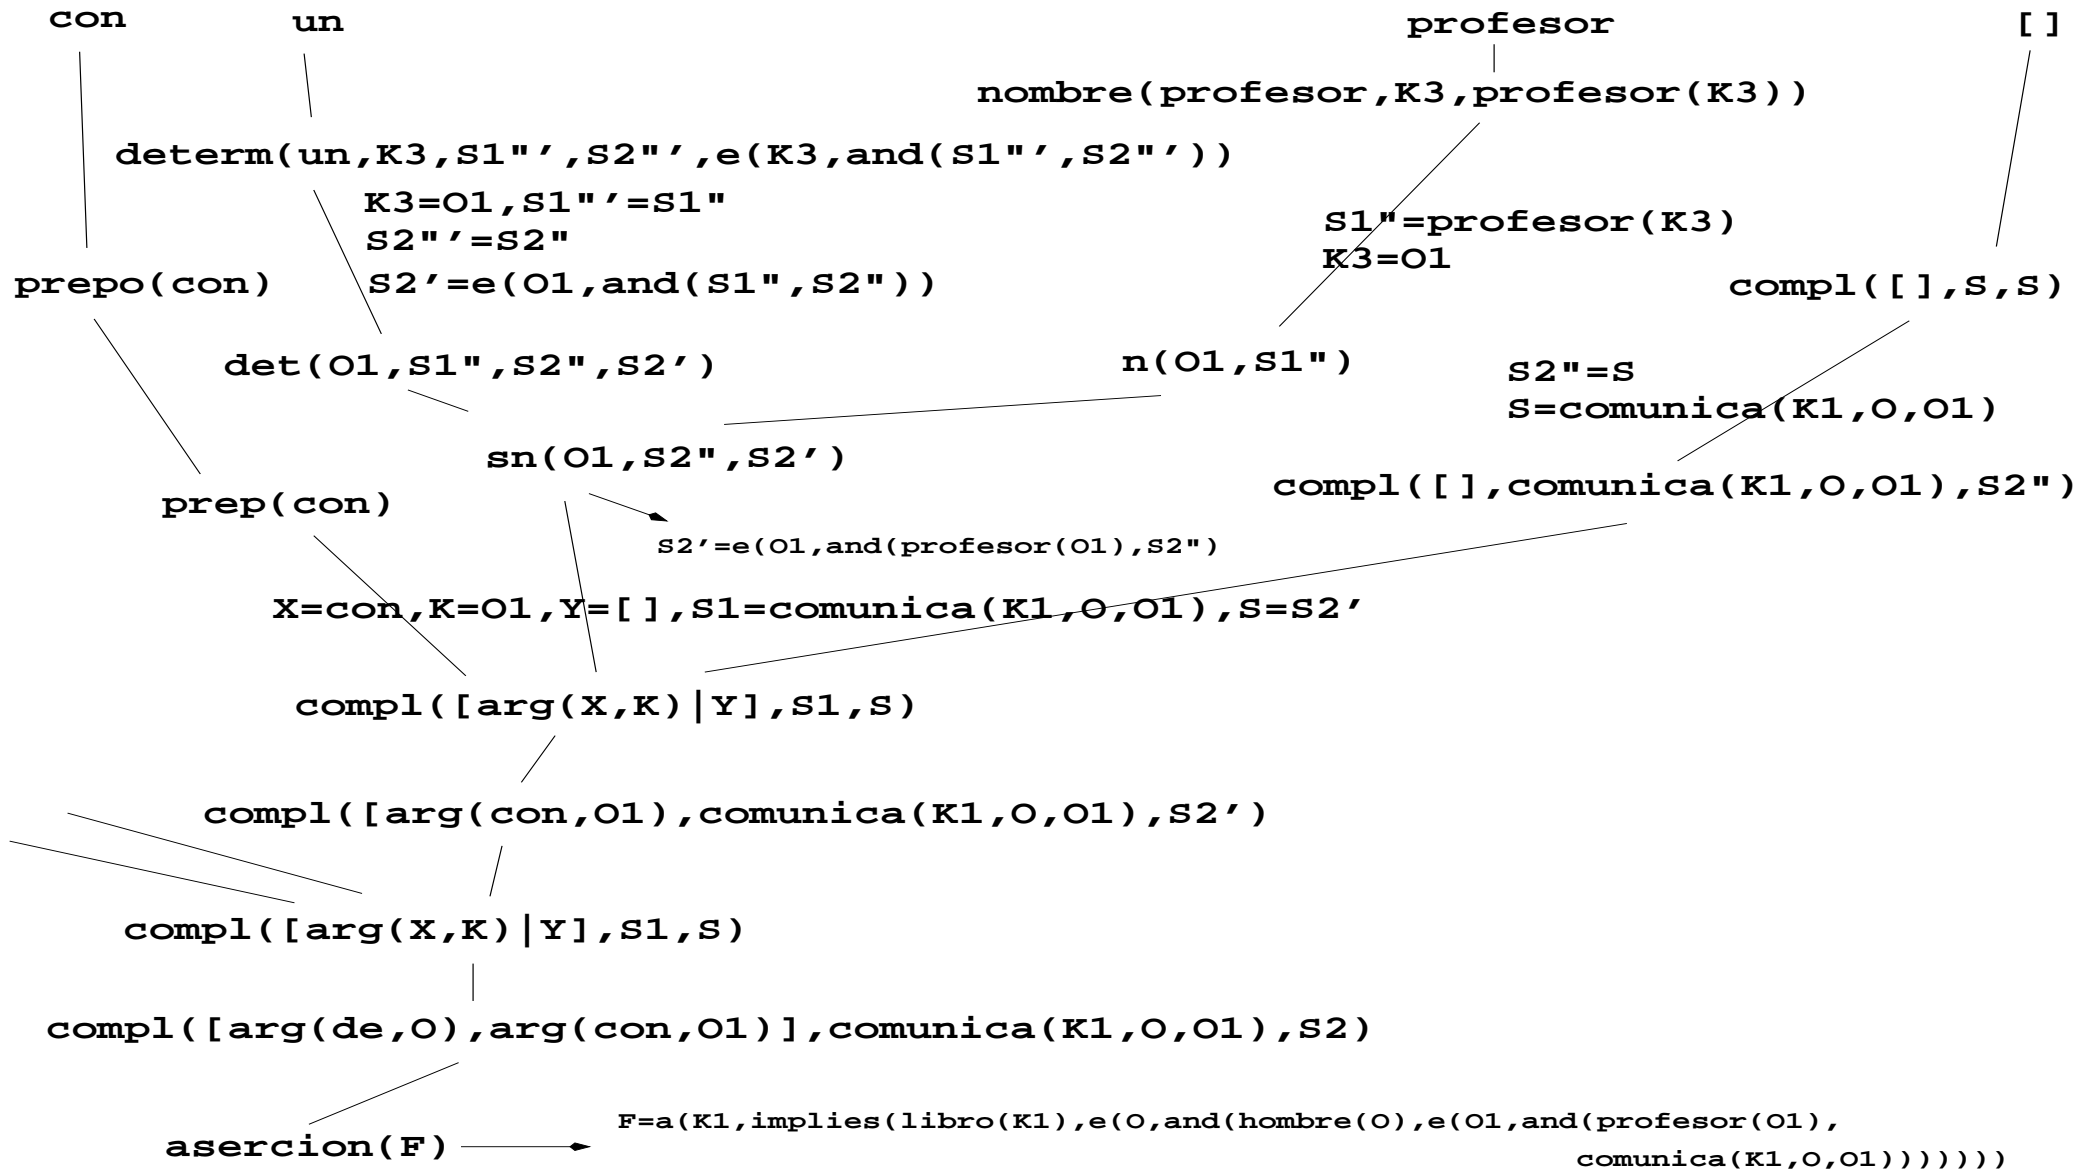 con
un
profesor
[]
nombre(profesor,K3,profesor(K3))
determ(un,K3,S1"',S2"',e(K3,and(S1"',S2"'))
K3=O1,S1"'=S1"
S2"'=S2"
S2'=e(O1,and(S1",S2"))
S1"=profesor(K3)
K3=O1
prepo(con)
compl([],S,S)
det(O1,S1",S2",S2')
n(O1,S1")
S2"=S
S=comunica(K1,O,O1)
sn(O1,S2",S2')
prep(con)
compl([],comunica(K1,O,O1),S2")
S2'=e(O1,and(profesor(O1),S2")
X=con,K=O1,Y=[],S1=comunica(K1,O,O1),S=S2'
compl([arg(X,K)|Y],S1,S)
compl([arg(con,O1),comunica(K1,O,O1),S2')
compl([arg(X,K)|Y],S1,S)
compl([arg(de,O),arg(con,O1)],comunica(K1,O,O1),S2)
asercion(F)
F=a(K1,implies(libro(K1),e(O,and(hombre(O),e(O1,and(profesor(O1),
comunica(K1,O,O1)))))))